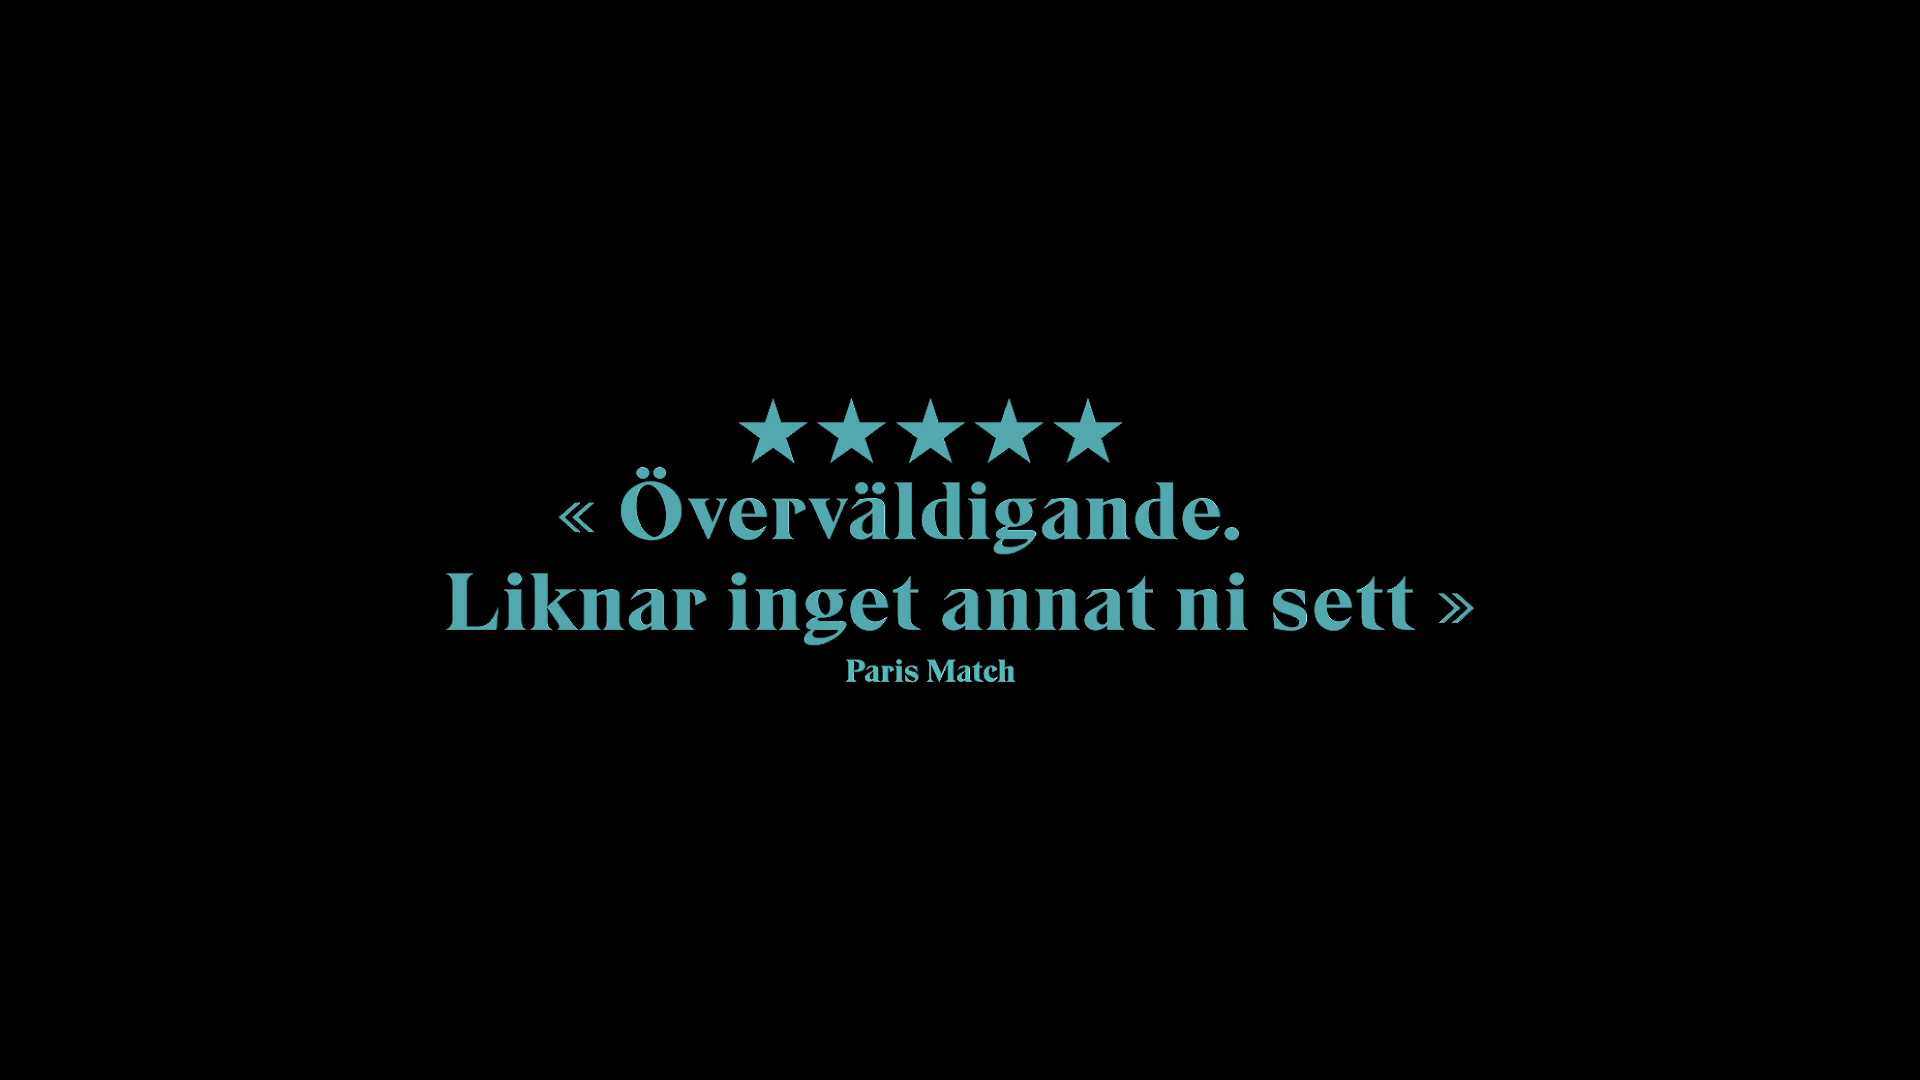 ★★★★★
« Överväldigande.
Liknar inget annat ni sett »
Paris Match